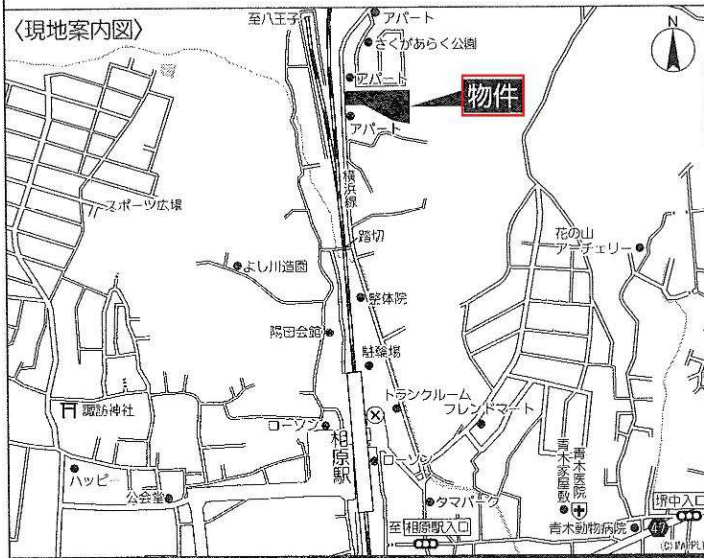 〈現地案内図〉
至八王子
アパート
さくがあらく公園
アパート
物件
アパート
N
横浜線
スポーツ広場
踏切
花の山
アーチェリー
よし川造園
整体院
陽田会館
駐輪場
トランクルーム
フレンドマート
諏訪神社
ローソン
相原駅
ローソン
ハッピー
公会堂
タマパーク
青木家屋敷
青木医院
堺中入口
至相原駅入口
青木動物病院
47